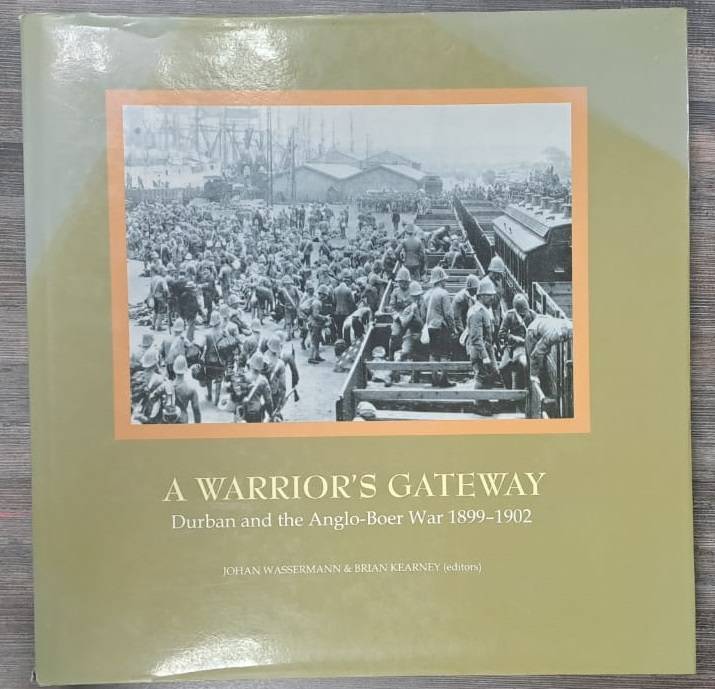 A WARRIOR'S GATEWAY
Durban and the Anglo-Boer War 1899–1902
JOHAN WASSERMANN & BRIAN KEARNEY (editors)